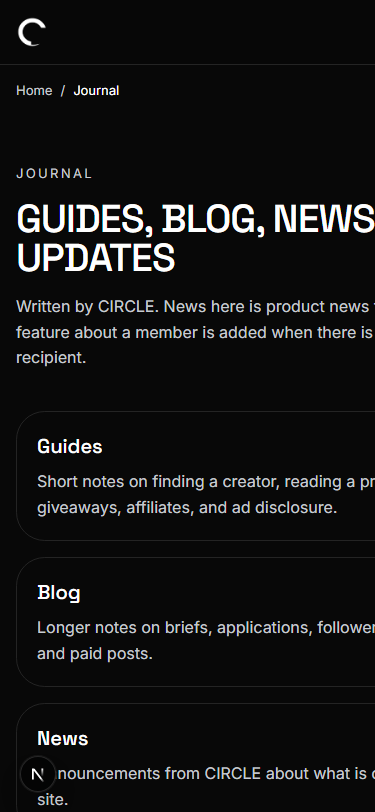 Home / Journal
JOURNAL
GUIDES, BLOG, NEWS
UPDATES
Written by CIRCLE. News here is product news
feature about a member is added when there is
recipient.
Guides
Short notes on finding a creator, reading a
giveaways, affiliates, and ad disclosure.
Blog
Longer notes on briefs, applications,
and paid posts.
News
from CIRCLE about what is
site.
N